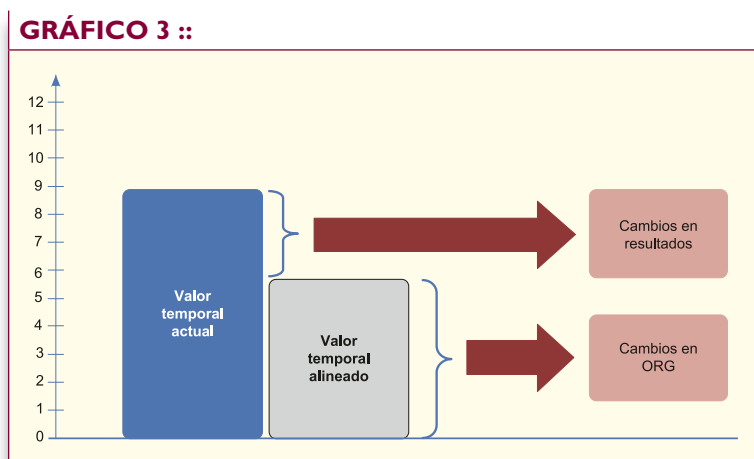 GRÁFICO 3 ::
12
11
10
9
8
7
6
5
4
3
2
1
0
Valor
temporal
actual
Valor
temporal
alineado
Cambios en
resultados
Cambios en
ORG